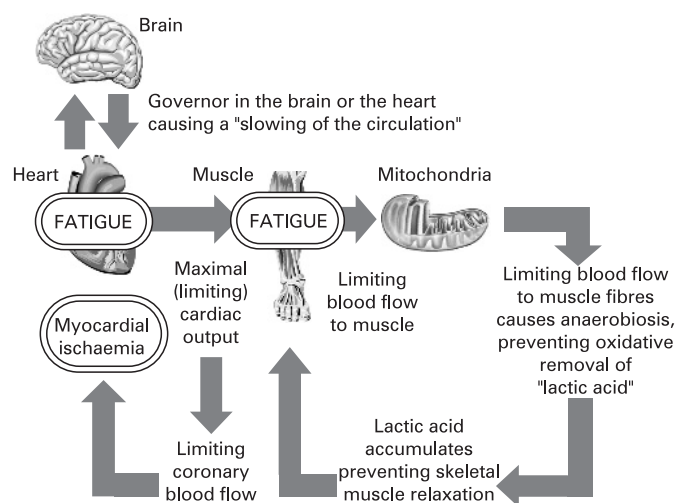 Brain
Governor in the brain or the heart
causing a "slowing of the circulation"
Heart
Muscle
Mitochondria
FATIGUE
FATIGUE
Maximal
(limiting)
cardiac
output
Limiting
blood flow
to muscle
Limiting blood flow
to muscle fibres
causes anaerobiosis,
preventing oxidative
removal of
"lactic acid"
Myocardial
ischaemia
Limiting
coronary
blood flow
Lactic acid
accumulates
preventing skeletal
muscle relaxation